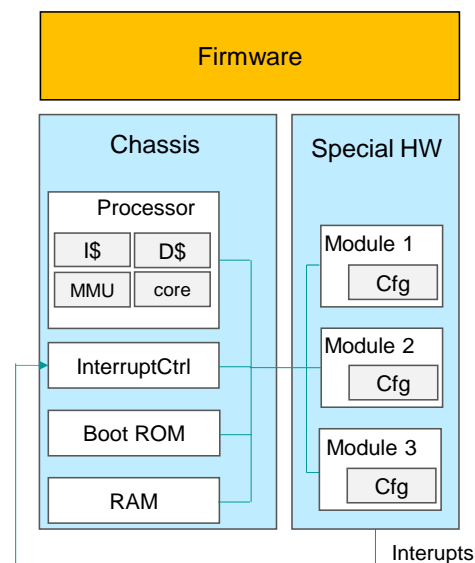 Firmware
Chassis
Processor
I$
D$
MMU
core
InterruptCtrl
Boot ROM
RAM
Special HW
Module 1
Cfg
Module 2
Cfg
Module 3
Cfg
Interupts